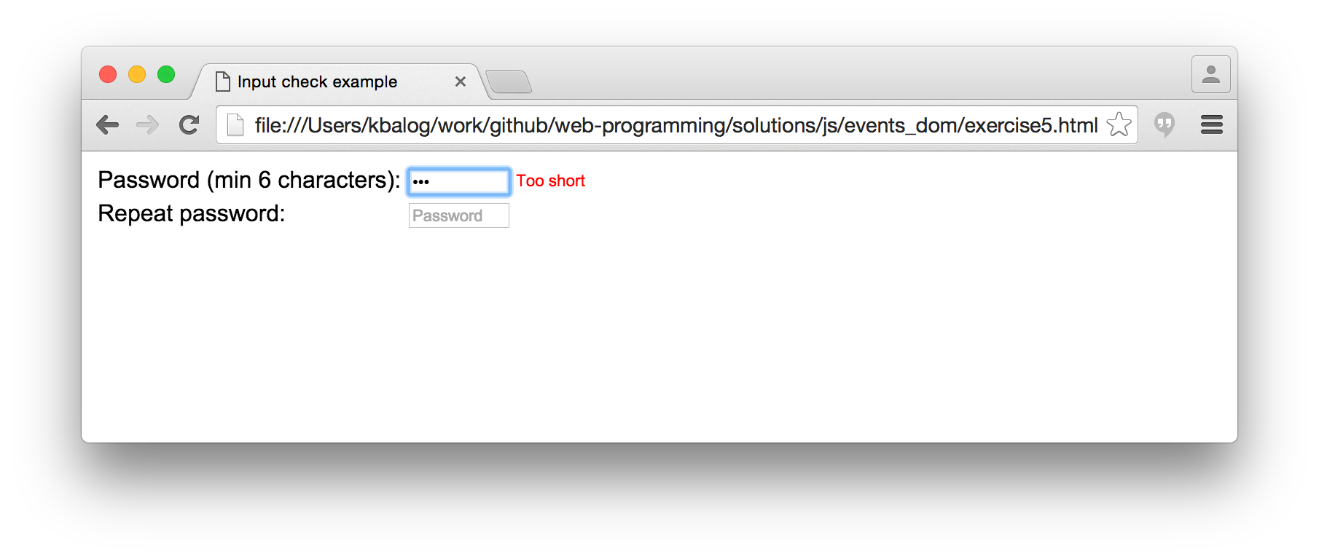 Input check example
file:///Users/kbalog/work/github/web-programming/solutions/js/events_dom/exercise5.html
Password (min 6 characters): ••• Too short
Repeat password: Password